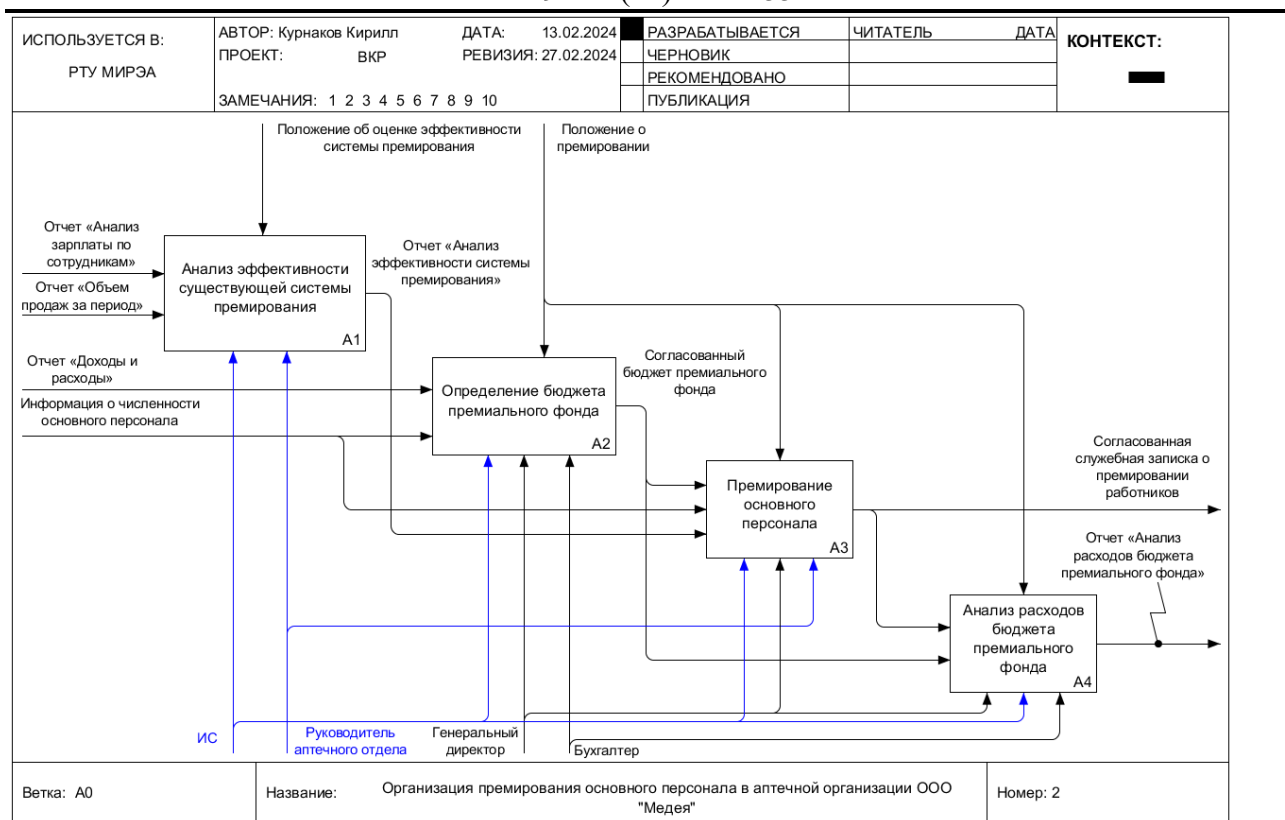 ИСПОЛЬЗУЕТСЯ В:
РТУ МИРЭА
АВТОР: Курнаков Кирилл
ДАТА: 13.02.2024
ПРОЕКТ: ВКР
РЕВИЗИЯ: 27.02.2024
ЗАМЕЧАНИЯ: 1 2 3 4 5 6 7 8 9 10
РАЗРАБАТЫВАЕТСЯ
ЧЕРНОВИК
РЕКОМЕНДОВАНО
ПУБЛИКАЦИЯ
ЧИТАТЕЛЬ
ДАТА
КОНТЕКСТ:
Положение об оценке эффективности
системы премирования
Положение о
премировании
Отчет «Анализ
зарплаты по
сотрудникам»
Отчет «Объем
продаж за период»
Анализ эффективности
существующей системы
премирования
A1
Отчет «Анализ
эффективности системы
премирования»
Отчет «Доходы и
расходы»
Информация о численности
основного персонала
Определение бюджета
премиального фонда
A2
Согласованный
бюджет премиального
фонда
Премирование
основного
персонала
A3
Согласованная
служебная записка о
премировании
работников
Отчет «Анализ
расходов бюджета
премиального фонда»
Анализ расходов
бюджета
премиального
фонда
A4
ИС
Руководитель
аптечного отдела
Генеральный
директор
Бухгалтер
Ветка: A0
Название:
Организация премирования основного персонала в аптечной организации ООО
"Медея"
Номер: 2